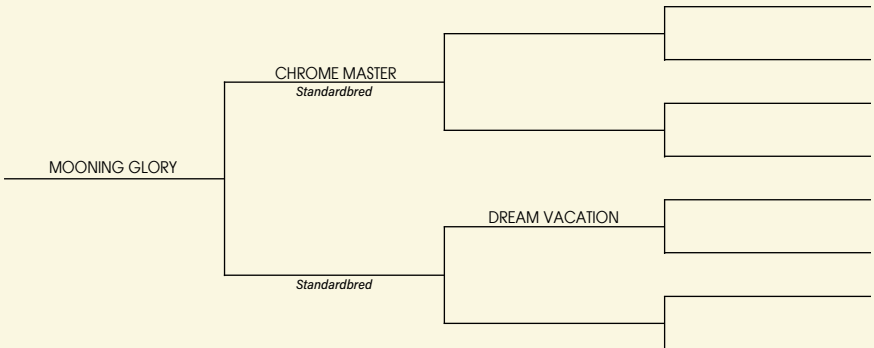 CHROME MASTER
Standardbred
MOONING GLORY
DREAM VACATION
Standardbred